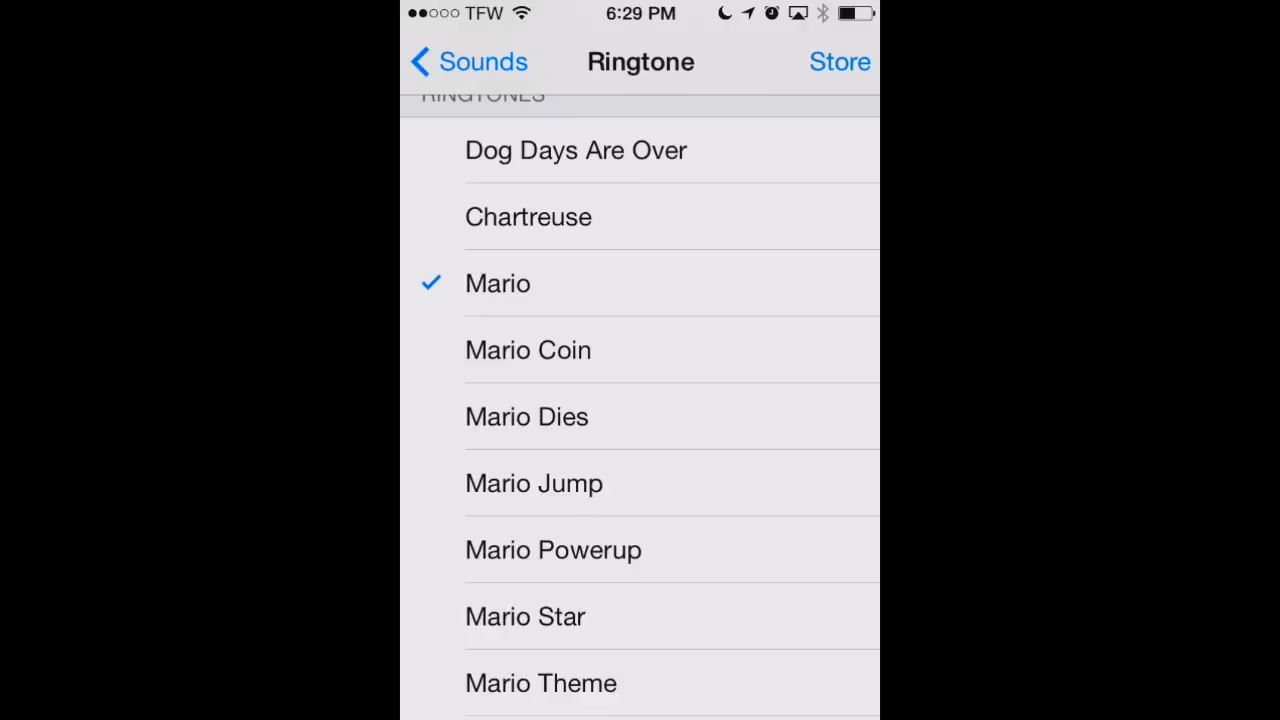 TFW 6:29 PM
Sounds Ringtone Store
RINGTONES
Dog Days Are Over
Chartreuse
Mario
Mario Coin
Mario Dies
Mario Jump
Mario Powerup
Mario Star
Mario Theme